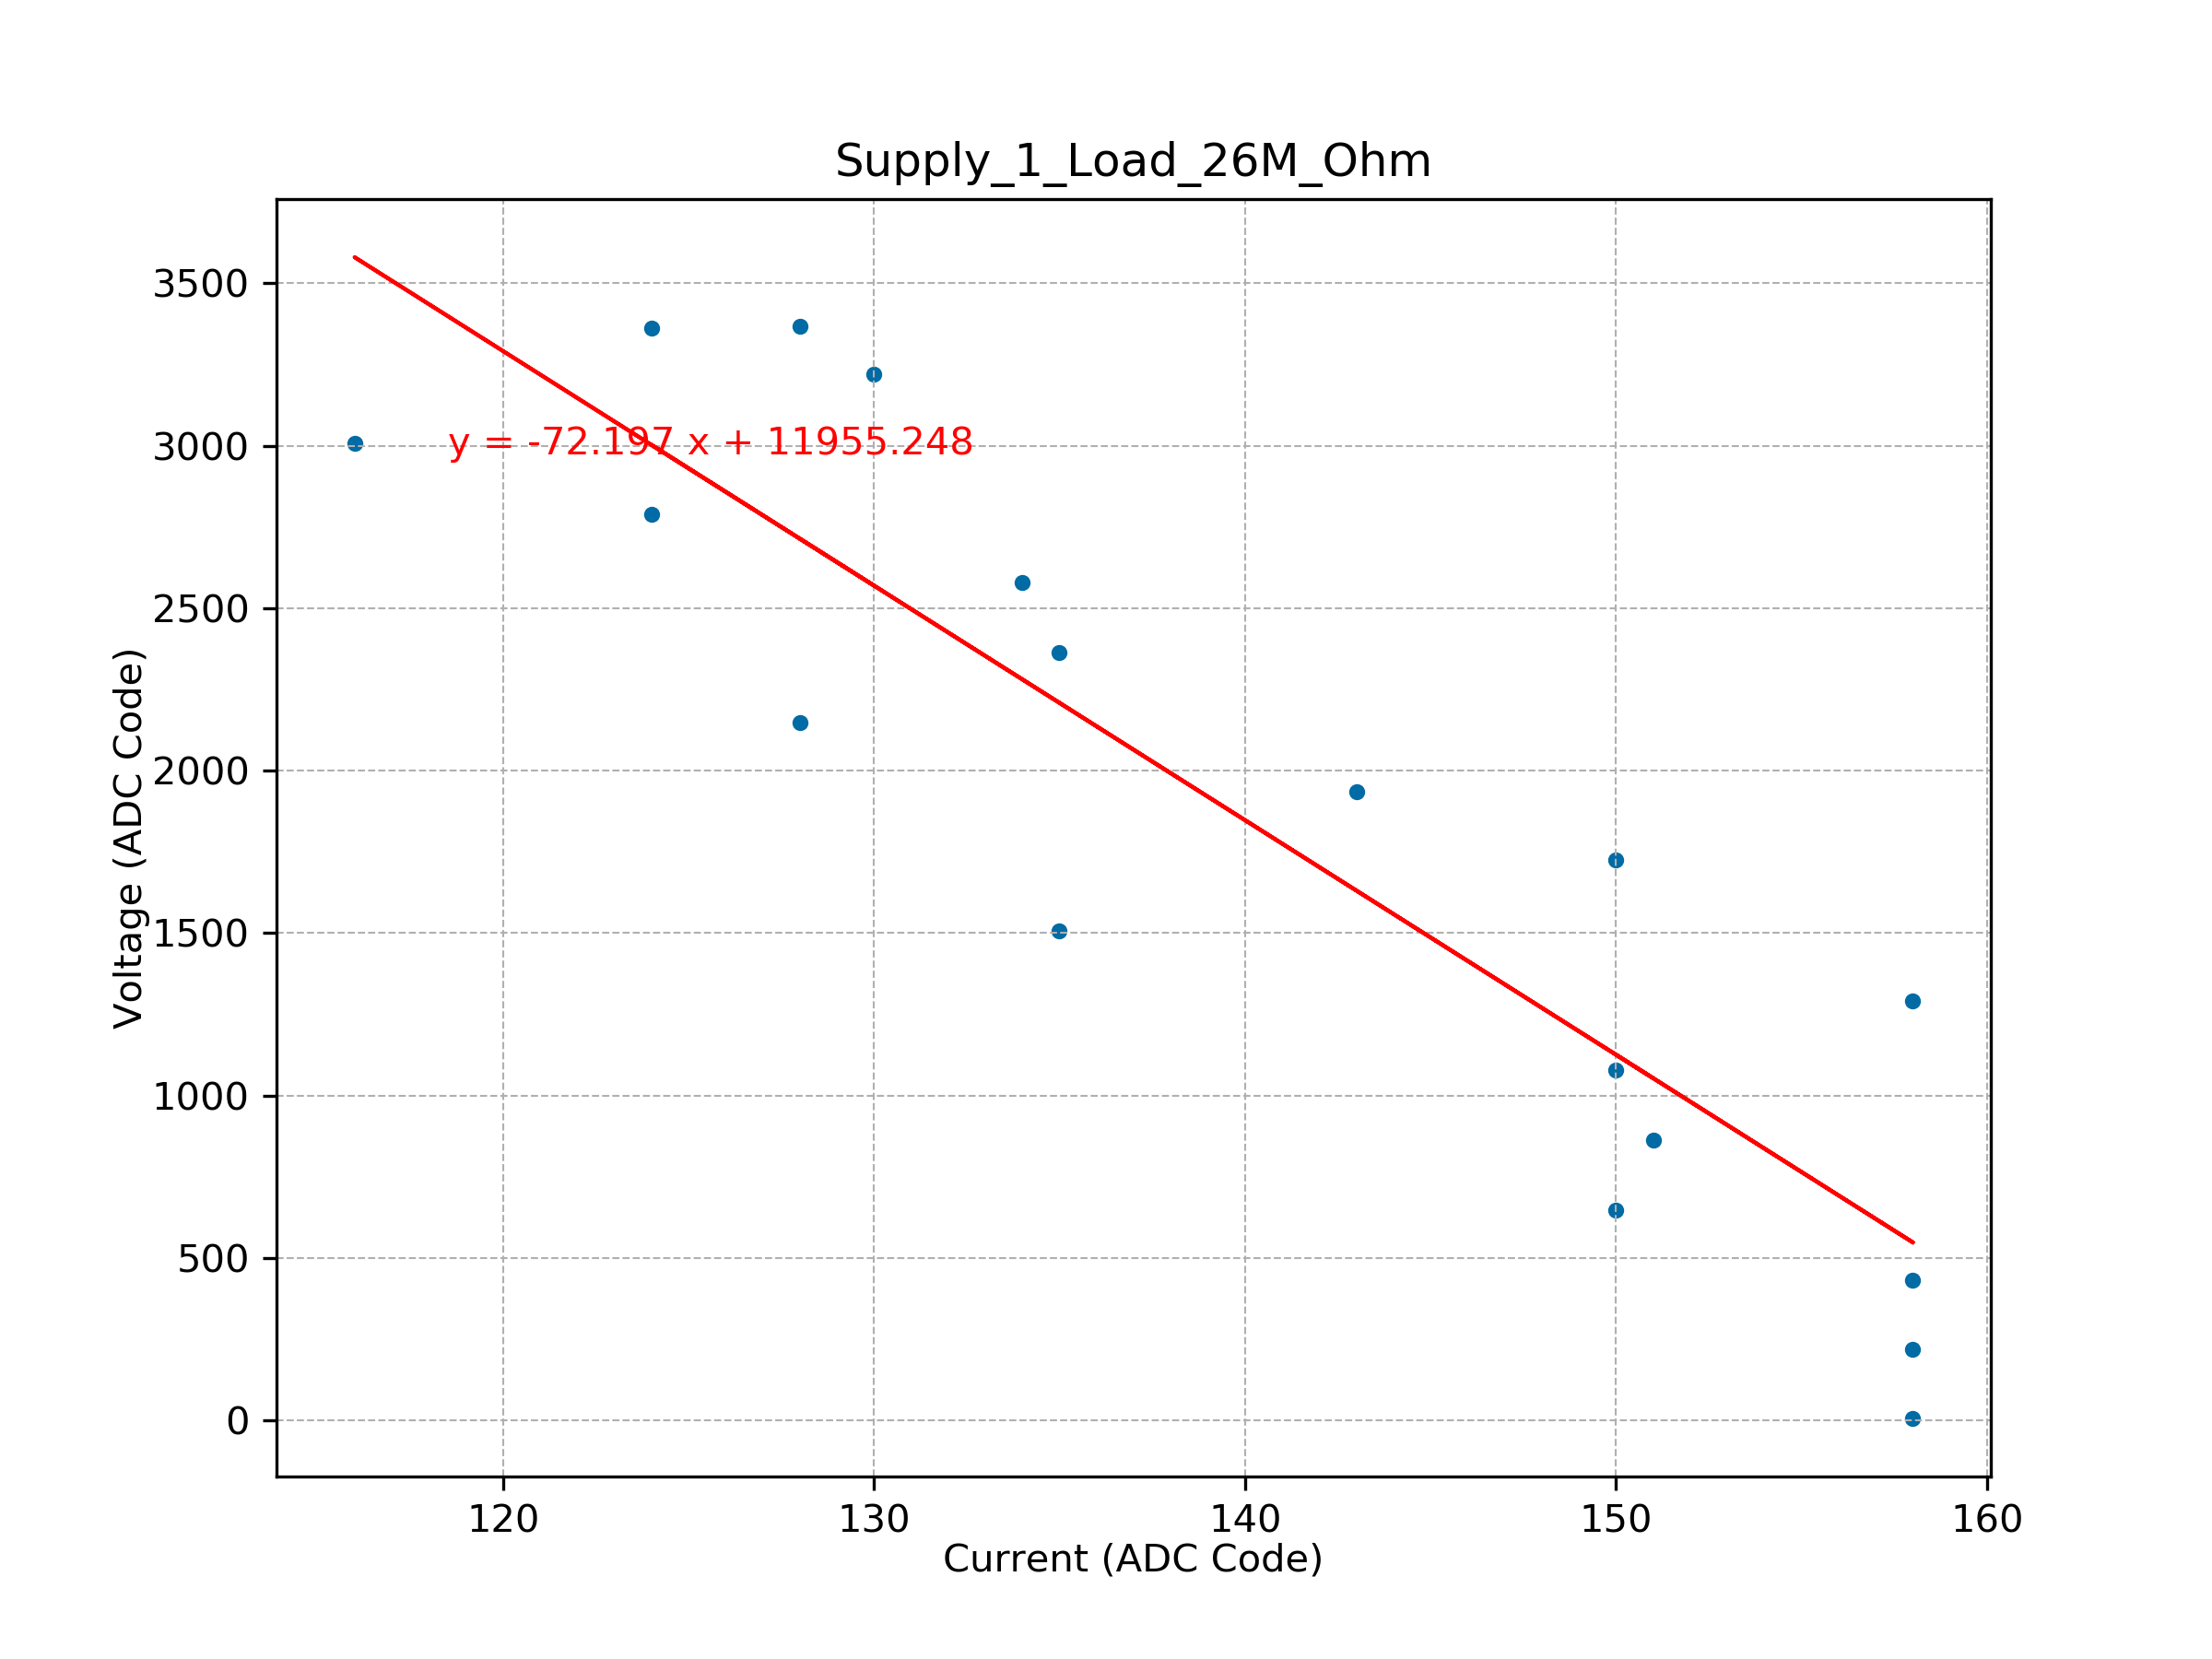 Supply_1_Load_26M_Ohm
3500
3000
2500
2000
1500
1000
500
0
Voltage (ADC Code)
y = -72.197 x + 11955.248
120 130 140 150 160
Current (ADC Code)